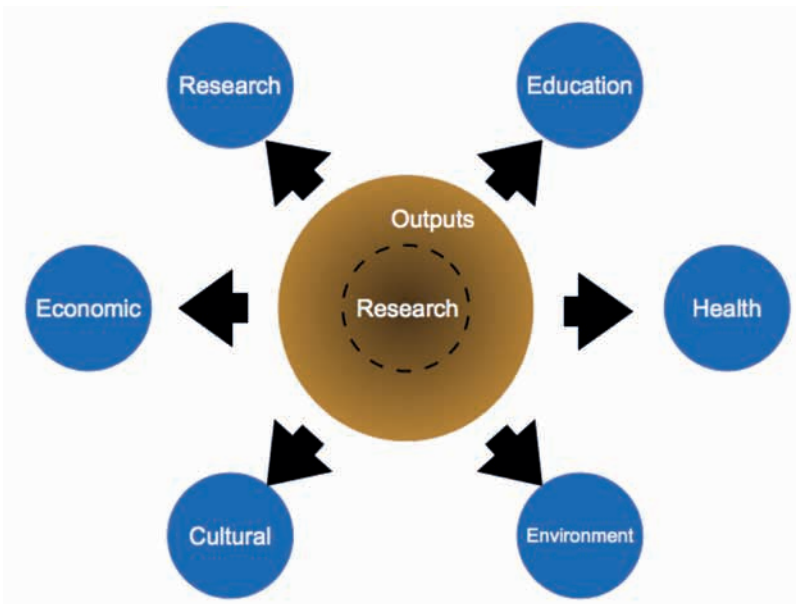 Research
Education
Outputs
Economic
Research
Health
Cultural
Environment